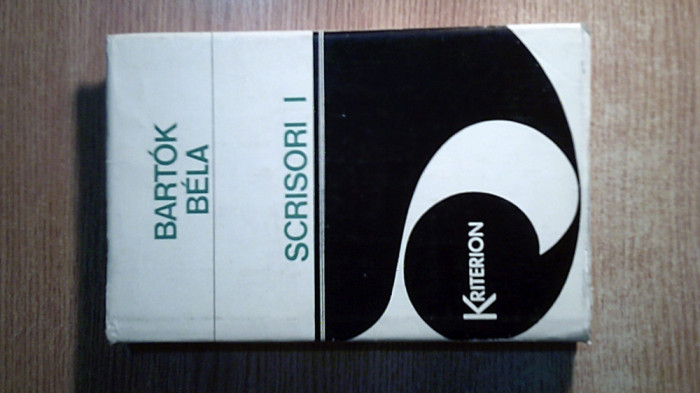 BARTÓK
BÉLA
SCRISORI I
KRITERION